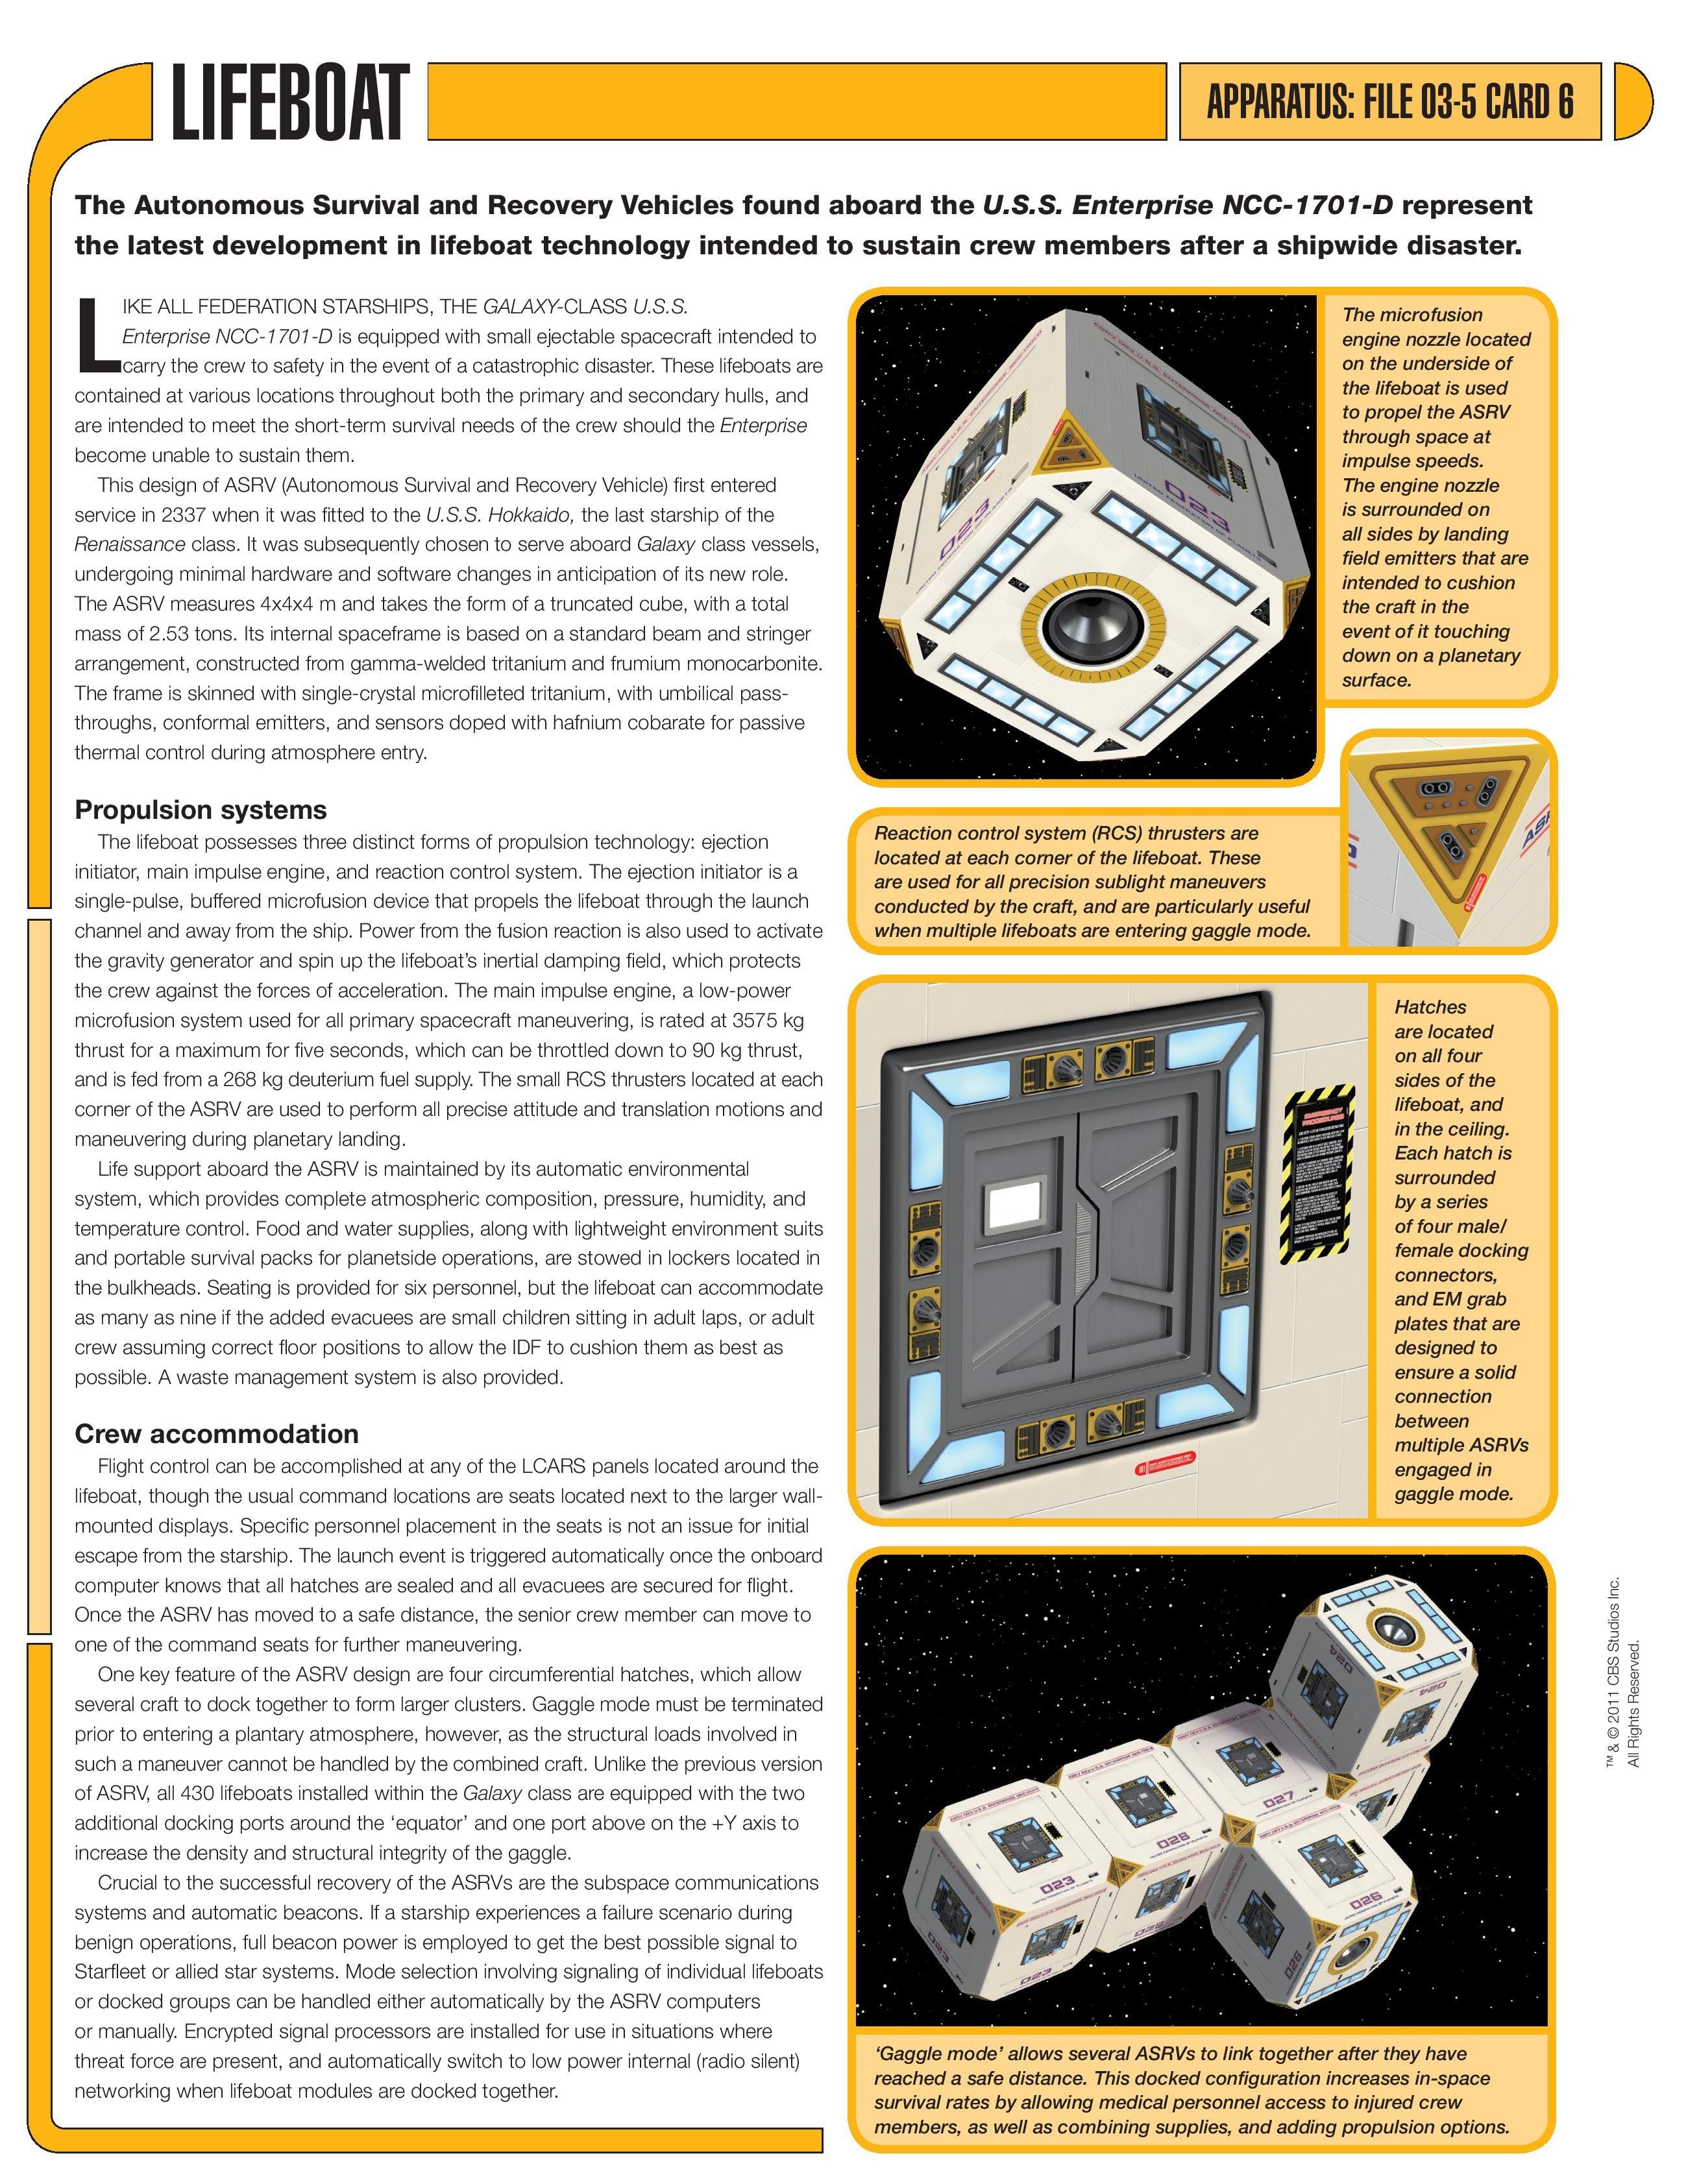 LIFEBOAT
APPARATUS: FILE 03-5 CARD 6
The Autonomous Survival and Recovery Vehicles found aboard the U.S.S. Enterprise NCC-1701-D represent
the latest development in lifeboat technology intended to sustain crew members after a shipwide disaster.
LIKE ALL FEDERATION STARSHIPS, THE GALAXY-CLASS U.S.S.
Enterprise NCC-1701-D is equipped with small ejectable spacecraft intended to
carry the crew to safety in the event of a catastrophic disaster. These lifeboats are
contained at various locations throughout both the primary and secondary hulls, and
are intended to meet the short-term survival needs of the crew should the Enterprise
become unable to sustain them.
This design of ASRV (Autonomous Survival and Recovery Vehicle) first entered
service in 2337 when it was fitted to the U.S.S. Hokkaido, the last starship of the
Renaissance class. It was subsequently chosen to serve aboard Galaxy class vessels,
undergoing minimal hardware and software changes in anticipation of its new role.
The ASRV measures 4x4x4 m and takes the form of a truncated cube, with a total
mass of 2.53 tons. Its internal spaceframe is based on a standard beam and stringer
arrangement, constructed from gamma-welded tritanium and frumium monocarbonite.
The frame is skinned with single-crystal microfilleted tritanium, with umbilical pass-
throughs, conformal emitters, and sensors doped with hafnium cobarate for passive
thermal control during atmosphere entry.
Propulsion systems
The lifeboat possesses three distinct forms of propulsion technology: ejection
initiator, main impulse engine, and reaction control system. The ejection initiator is a
single-pulse, buffered microfusion device that propels the lifeboat through the launch
channel and away from the ship. Power from the fusion reaction is also used to activate
the gravity generator and spin up the lifeboat's inertial damping field, which protects
the crew against the forces of acceleration. The main impulse engine, a low-power
microfusion system used for all primary spacecraft maneuvering, is rated at 3575 kg
thrust for a maximum for five seconds, which can be throttled down to 90 kg thrust,
and is fed from a 268 kg deuterium fuel supply. The small RCS thrusters located at each
corner of the ASRV are used to perform all precise attitude and translation motions and
maneuvering during planetary landing.
Life support aboard the ASRV is maintained by its automatic environmental
system, which provides complete atmospheric composition, pressure, humidity, and
temperature control. Food and water supplies, along with lightweight environment suits
and portable survival packs for planetside operations, are stowed in lockers located in
the bulkheads. Seating is provided for six personnel, but the lifeboat can accommodate
as many as nine if the added evacuees are small children sitting in adult laps, or adult
crew assuming correct floor positions to allow the IDF to cushion them as best as
possible. A waste management system is also provided.
Crew accommodation
Flight control can be accomplished at any of the LCARS panels located around the
lifeboat, though the usual command locations are seats located next to the larger wall-
mounted displays. Specific personnel placement in the seats is not an issue for initial
escape from the starship. The launch event is triggered automatically once the onboard
computer knows that all hatches are sealed and all evacuees are secured for flight.
Once the ASRV has moved to a safe distance, the senior crew member can move to
one of the command seats for further maneuvering.
One key feature of the ASRV design are four circumferential hatches, which allow
several craft to dock together to form larger clusters. Gaggle mode must be terminated
prior to entering a plantary atmosphere, however, as the structural loads involved in
such a maneuver cannot be handled by the combined craft. Unlike the previous version
of ASRV, all 430 lifeboats installed within the Galaxy class are equipped with the two
additional docking ports around the 'equator' and one port above on the +Y axis to
increase the density and structural integrity of the gaggle.
Crucial to the successful recovery of the ASRVs are the subspace communications
systems and automatic beacons. If a starship experiences a failure scenario during
benign operations, full beacon power is employed to get the best possible signal to
Starfleet or allied star systems. Mode selection involving signaling of individual lifeboats
or docked groups can be handled either automatically by the ASRV computers
or manually. Encrypted signal processors are installed for use in situations where
threat force are present, and automatically switch to low power internal (radio silent)
networking when lifeboat modules are docked together.
023
023
The microfusion
engine nozzle located
on the underside of
the lifeboat is used
to propel the ASRV
through space at
impulse speeds.
The engine nozzle
is surrounded on
all sides by landing
field emitters that are
intended to cushion
the craft in the
event of it touching
down on a planetary
surface.
Reaction control system (RCS) thrusters are
located at each corner of the lifeboat. These
are used for all precision sublight maneuvers
conducted by the craft, and are particularly useful
when multiple lifeboats are entering gaggle mode.
EMERGENCY
PROCEDURES
Hatches
are located
on all four
sides of the
lifeboat, and
in the ceiling.
Each hatch is
surrounded
by a series
of four male/
female docking
connectors,
and EM grab
plates that are
designed to
ensure a solid
connection
between
multiple ASRVs
engaged in
gaggle mode.
024
024
027
028
028
023
023
023
026
026
'Gaggle mode' allows several ASRVs to link together after they have
reached a safe distance. This docked configuration increases in-space
survival rates by allowing medical personnel access to injured crew
members, as well as combining supplies, and adding propulsion options.
™ & © 2011 CBS Studios Inc.
All Rights Reserved.